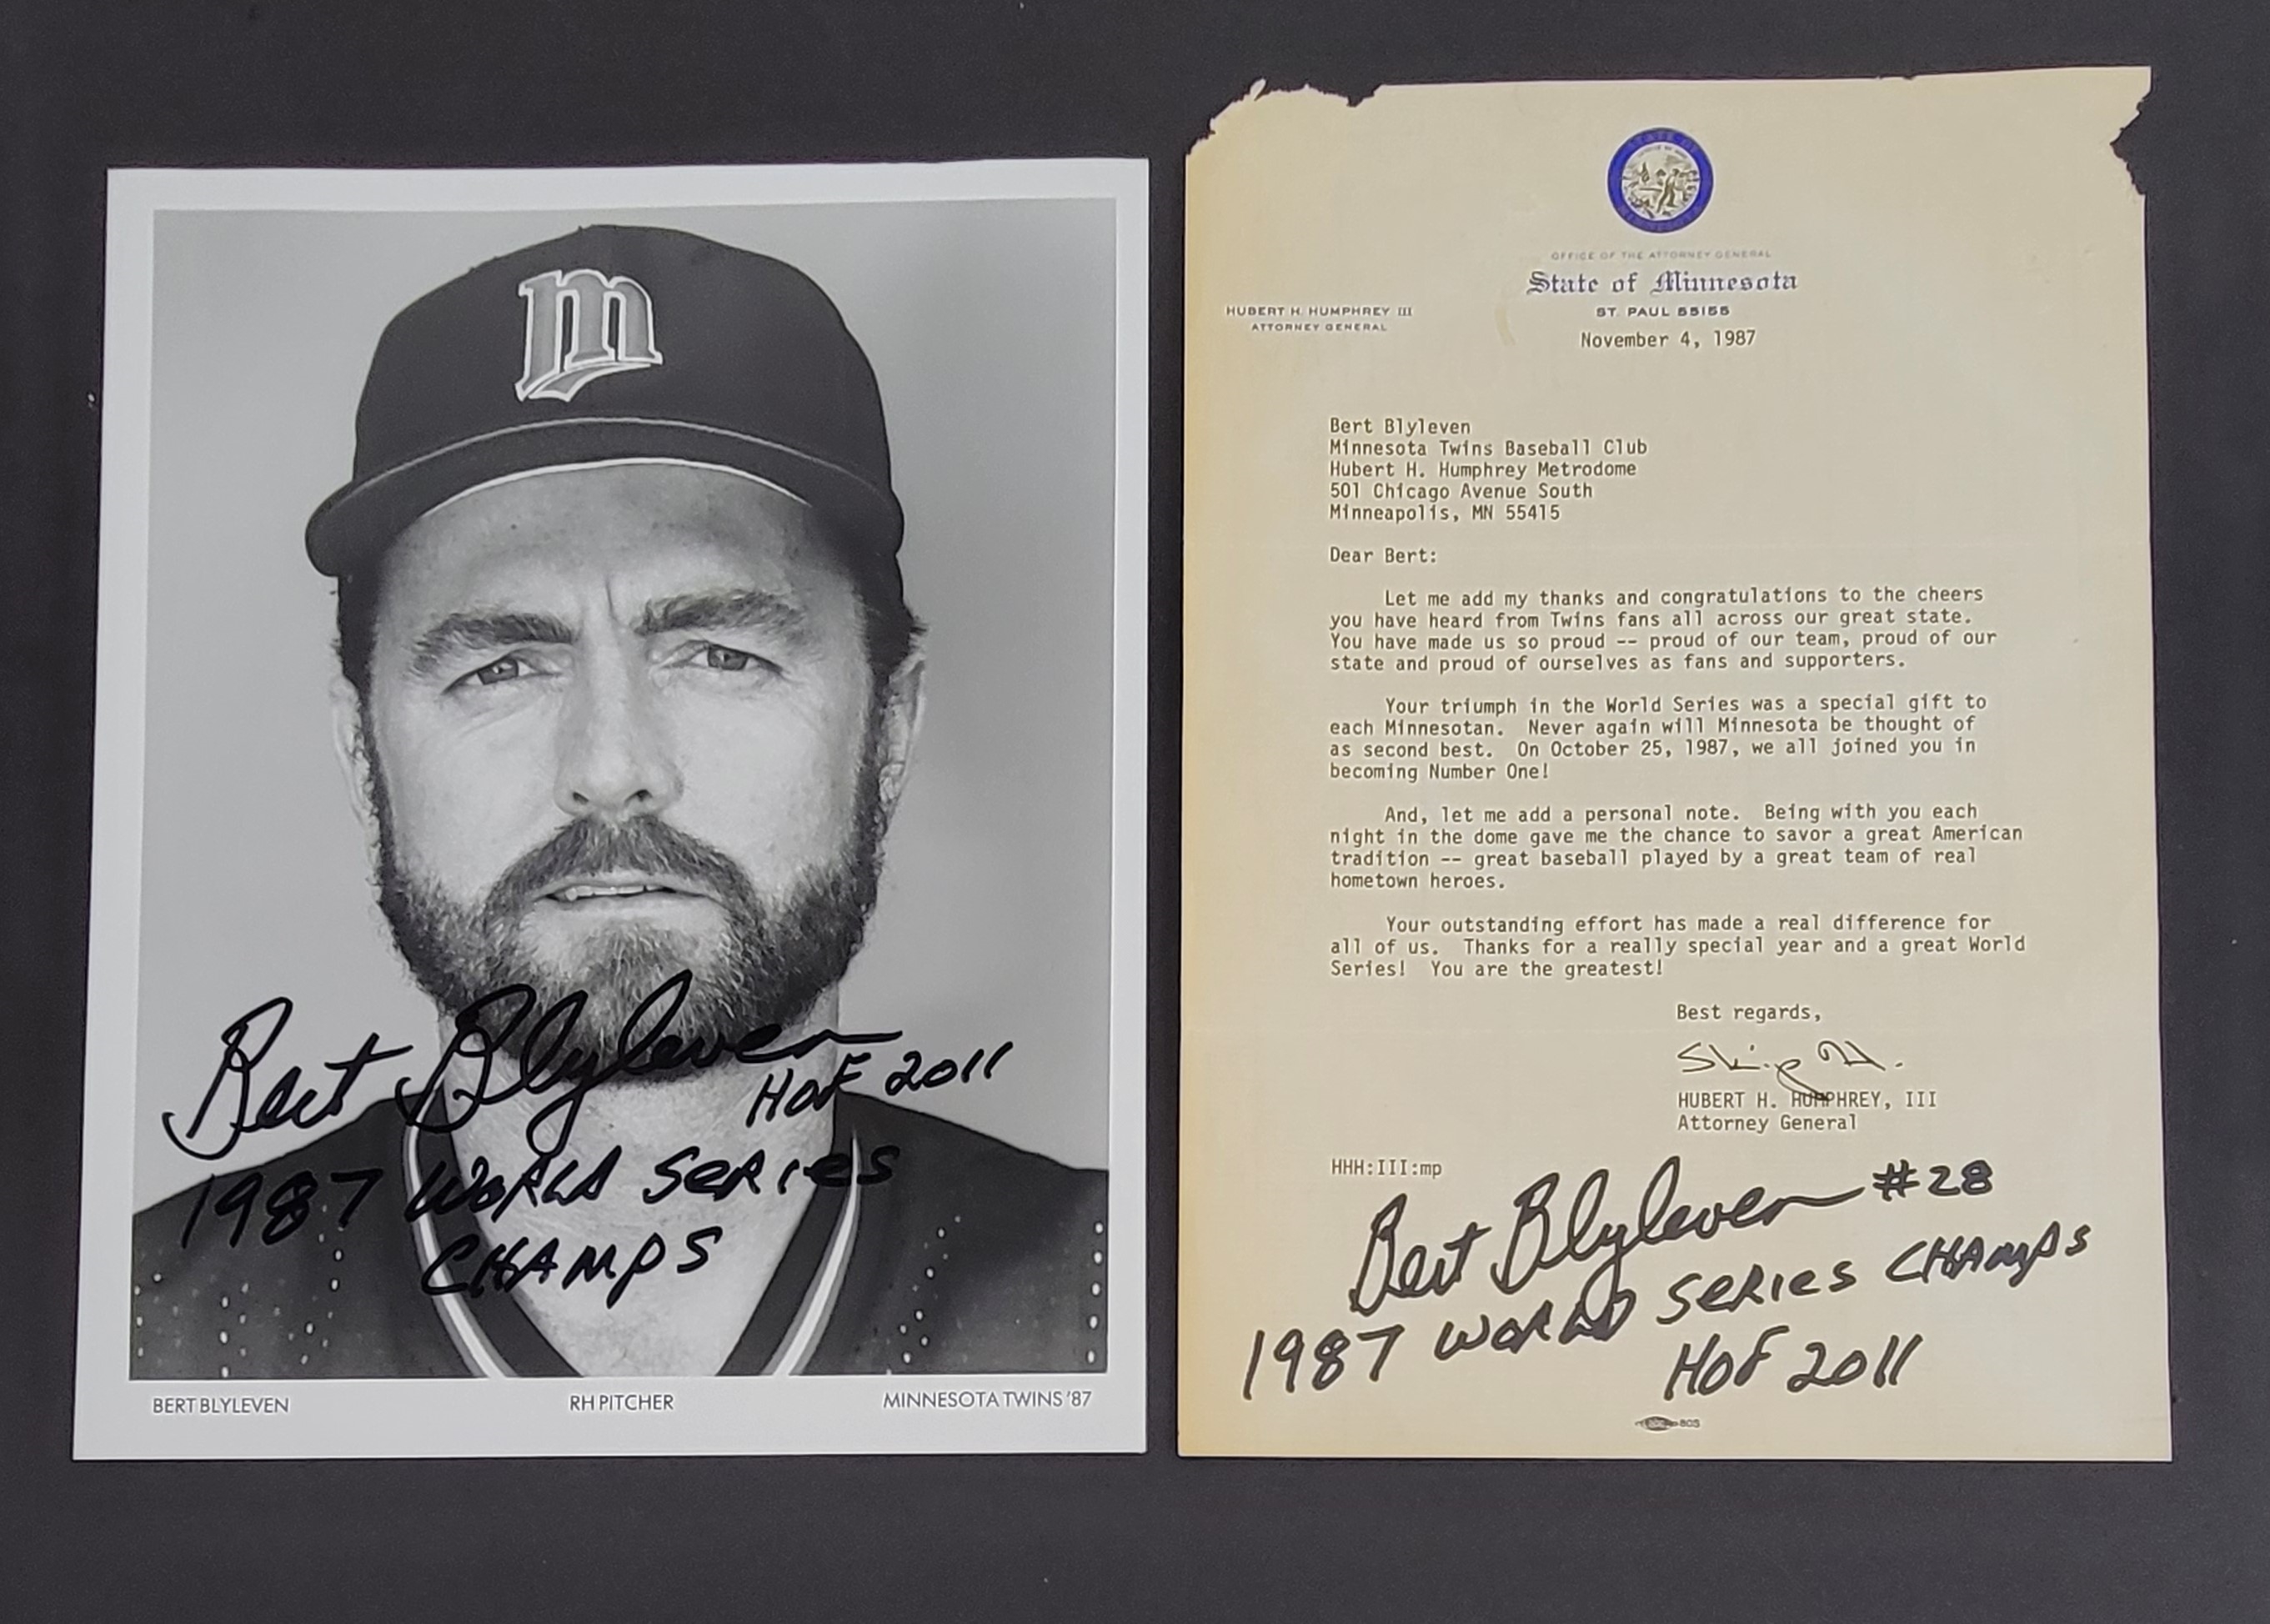 m
Bert Blyleven
HOF 2011
1987 WORLD SERIES
CHAMPS
BERT BLYLEVEN RH PITCHER MINNESOTA TWINS '87
OFFICE OF THE ATTORNEY GENERAL
State of Minnesota
HUBERT H. HUMPHREY III
ATTORNEY GENERAL
ST. PAUL 55155
November 4, 1987
Bert Blyleven
Minnesota Twins Baseball Club
Hubert H. Humphrey Metrodome
501 Chicago Avenue South
Minneapolis, MN 55415
Dear Bert:
Let me add my thanks and congratulations to the cheers
you have heard from Twins fans all across our great state.
You have made us so proud -- proud of our team, proud of our
state and proud of ourselves as fans and supporters.
Your triumph in the World Series was a special gift to
each Minnesotan. Never again will Minnesota be thought of
as second best. On October 25, 1987, we all joined you in
becoming Number One!
And, let me add a personal note. Being with you each
night in the dome gave me the chance to savor a great American
tradition -- great baseball played by a great team of real
hometown heroes.
Your outstanding effort has made a real difference for
all of us. Thanks for a really special year and a great World
Series! You are the greatest!
Best regards,
Skip H.
HUBERT H. HUMPHREY, III
Attorney General
HHH:III:mp
Bert Blyleven #28
1987 WORLD SERIES CHAMPS
HOF 2011